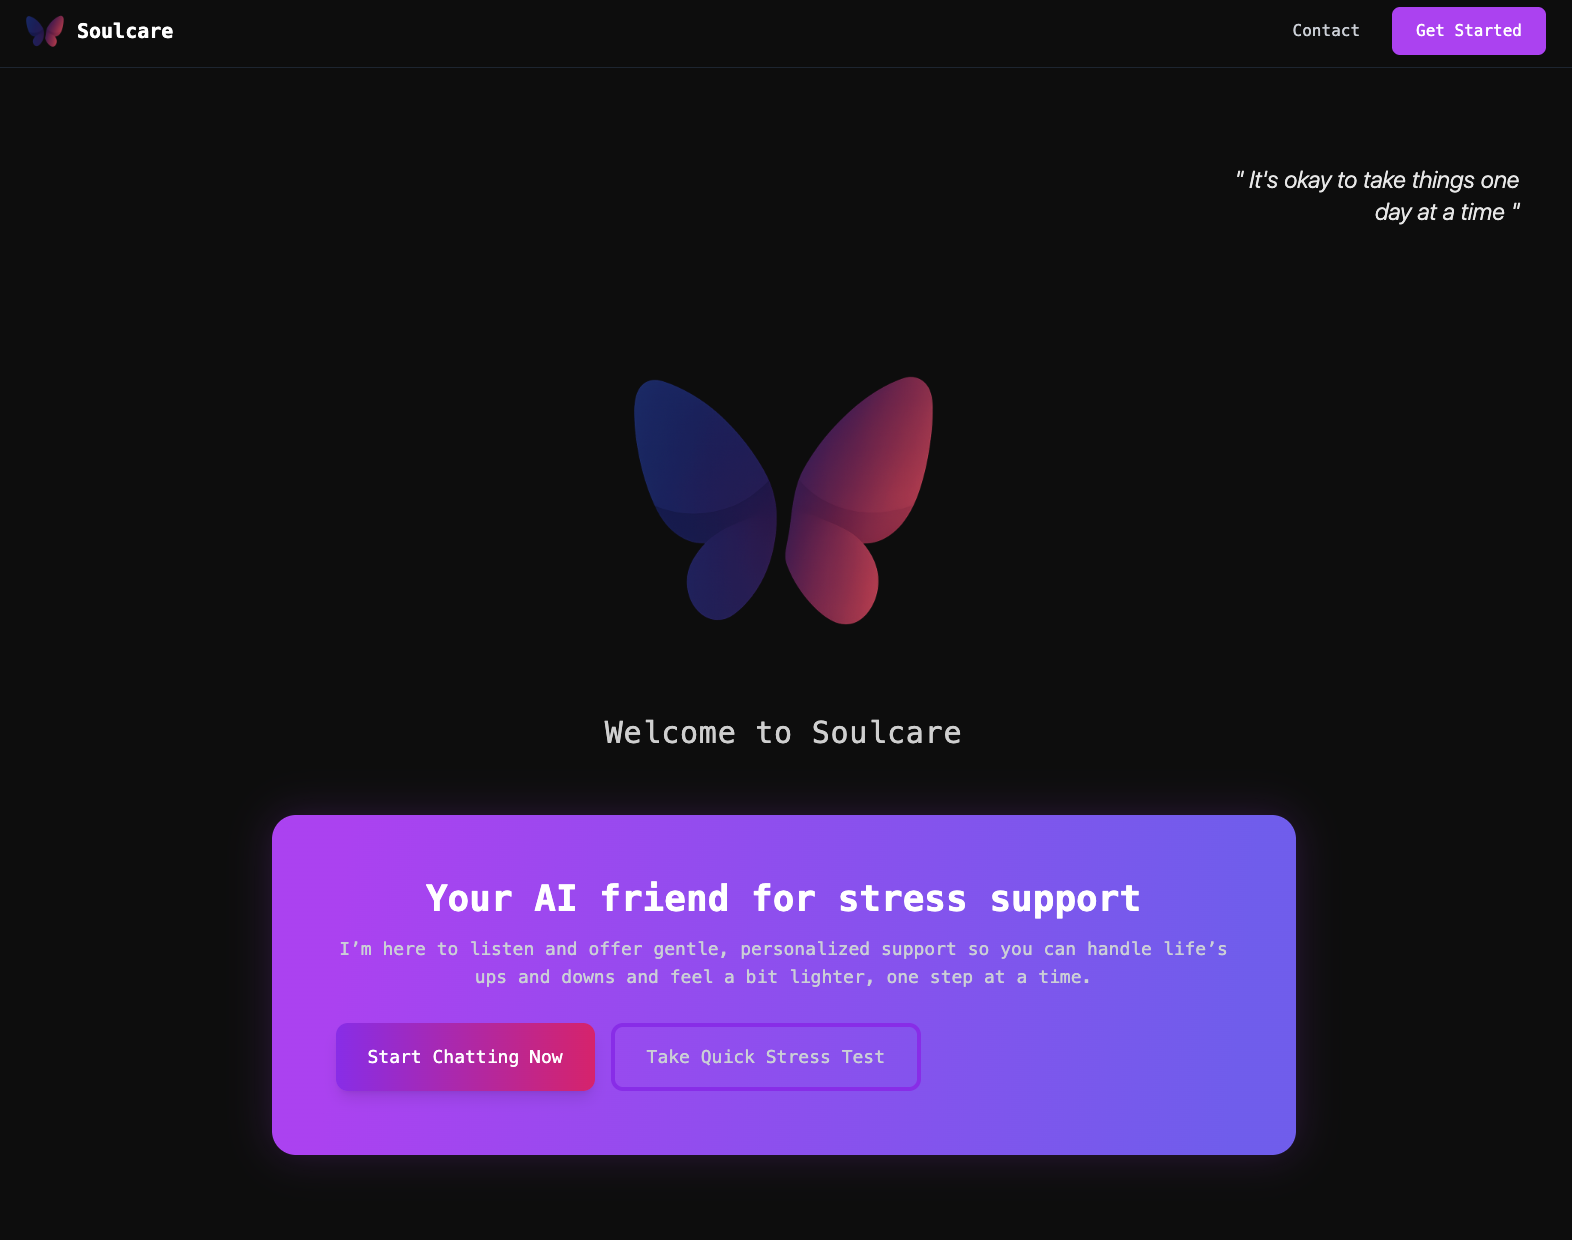 Soulcare
Contact
Get Started
" It's okay to take things one
day at a time "
Welcome to Soulcare
Your AI friend for stress support
I’m here to listen and offer gentle, personalized support so you can handle life’s
ups and downs and feel a bit lighter, one step at a time.
Start Chatting Now
Take Quick Stress Test